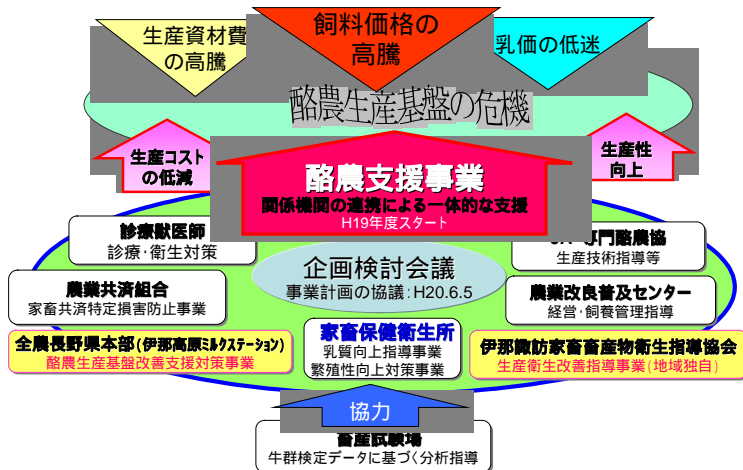 生産資材費
の高騰
飼料価格の
高騰
乳価の低迷
酪農生産基盤の危機
生産コスト
の低減
酪農支援事業
関係機関の連携による一体的な支援
H19年度スタート
生産性
向上
診療獣医師
診療・衛生対策
専門酪農協
生産技術指導等
企画検討会議
事業計画の協議:H20.6.5
農業共済組合
家畜共済特定損害防止事業
農業改良普及センター
経営・飼養管理指導
全農長野県本部(伊那高原ミルクステーション)
酪農生産基盤改善支援対策事業
家畜保健衛生所
乳質向上指導事業
繁殖性向上対策事業
伊那諏訪家畜畜産物衛生指導協会
生産衛生改善指導事業(地域独自)
協力
畜産試験場
牛群検定データに基づく分析指導